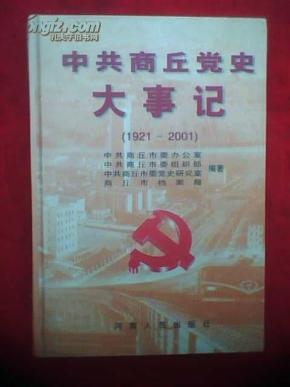 中共商丘党史
大事记
(1921-2001)
中共商丘市委办公室
中共商丘市委组织部
中共商丘市委党史研究室
商丘市档案局
编著
河南人民出版社